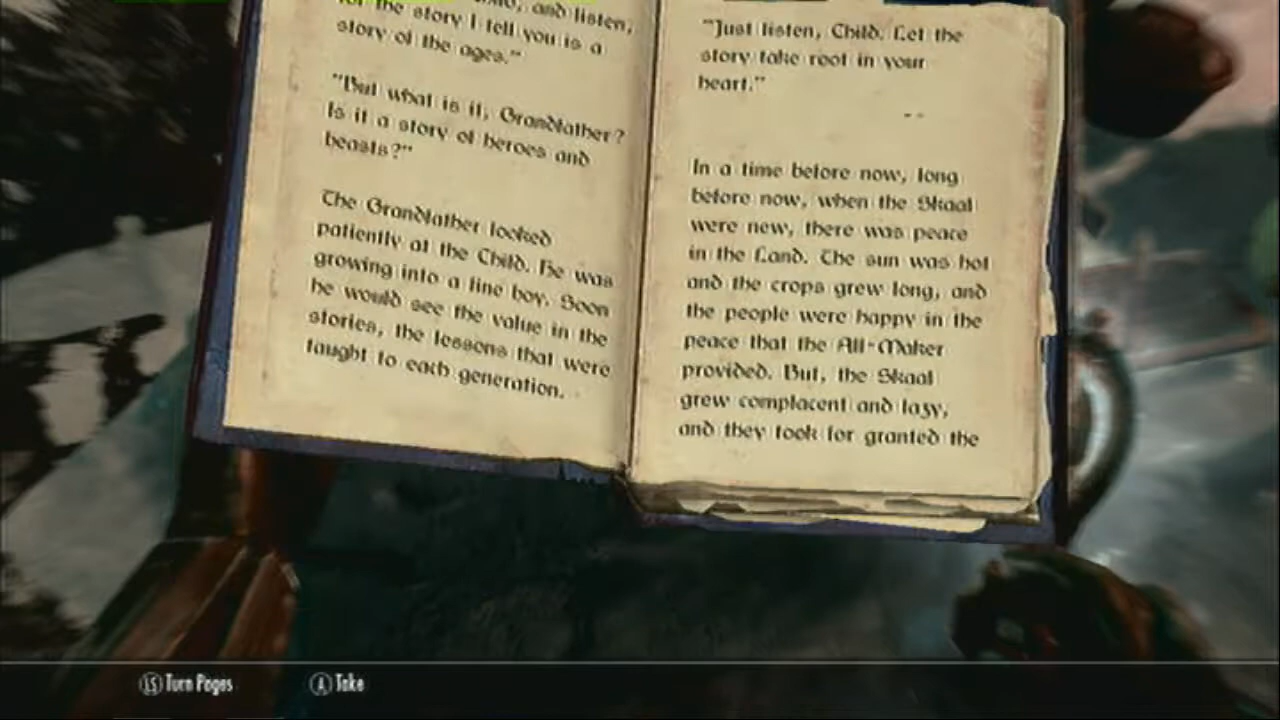 and listen,
for the story I tell you is a
story of the ages."
"But what is it, Grandfather?
Is it a story of heroes and
beasts?"
The Grandfather looked
patiently at the Child. He was
growing into a fine boy. Soon
he would see the value in the
stories, the lessons that were
taught to each generation.
"Just listen, Child. Let the
story take root in your
heart."
--
In a time before now, long
before now, when the Skaal
were new, there was peace
in the Land. The sun was hot
and the crops grew long, and
the people were happy in the
peace that the All-Maker
provided. But, the Skaal
grew complacent and lazy,
and they took for granted the
LS Turn Pages
A Take